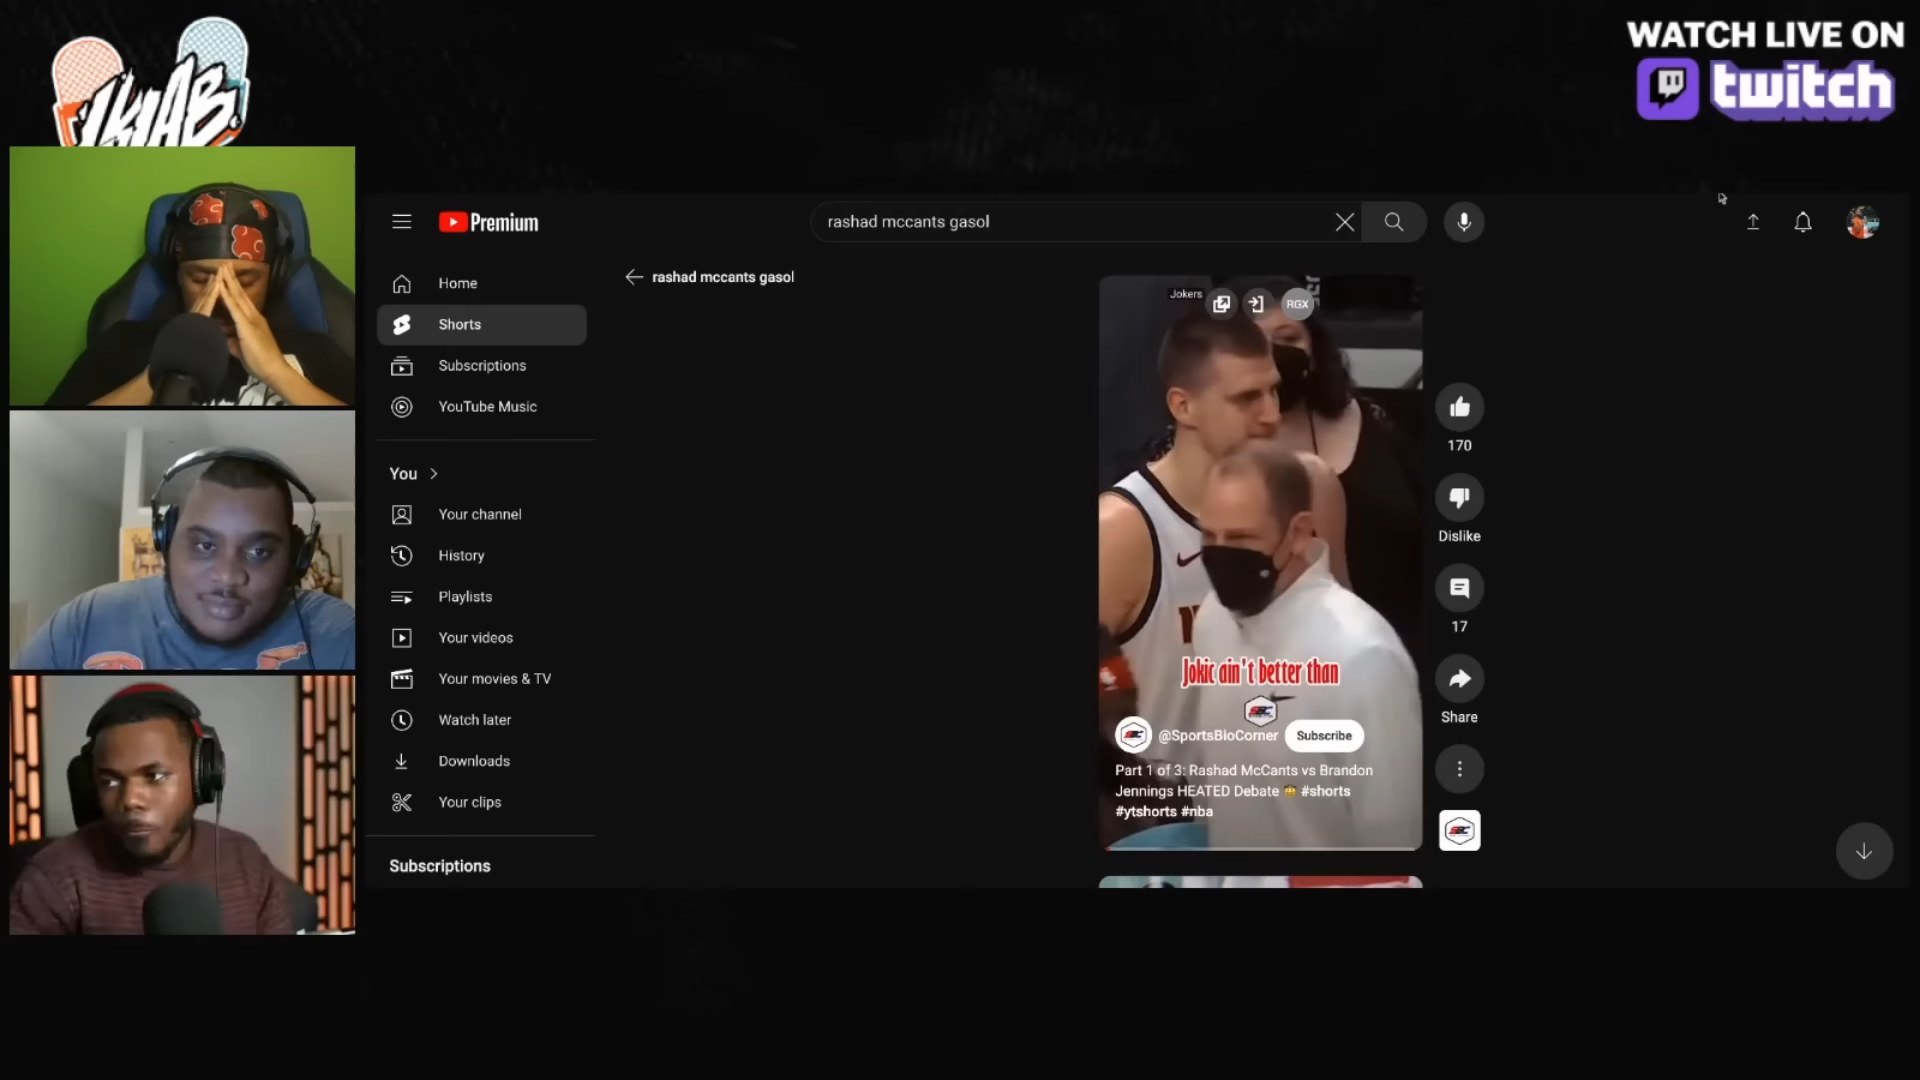 IKIAB
WATCH LIVE ON
twitch
Premium
rashad mccants gasol
Home
Shorts
Subscriptions
YouTube Music
You
Your channel
History
Playlists
Your videos
Your movies & TV
Watch later
Downloads
Your clips
Subscriptions
rashad mccants gasol
Jokers
RGX
Jokic ain't better than
SBC
@SportsBioCorner
Subscribe
Part 1 of 3: Rashad McCants vs Brandon
Jennings HEATED Debate 🤠 #shorts
#ytshorts #nba
170
Dislike
17
Share
SBC